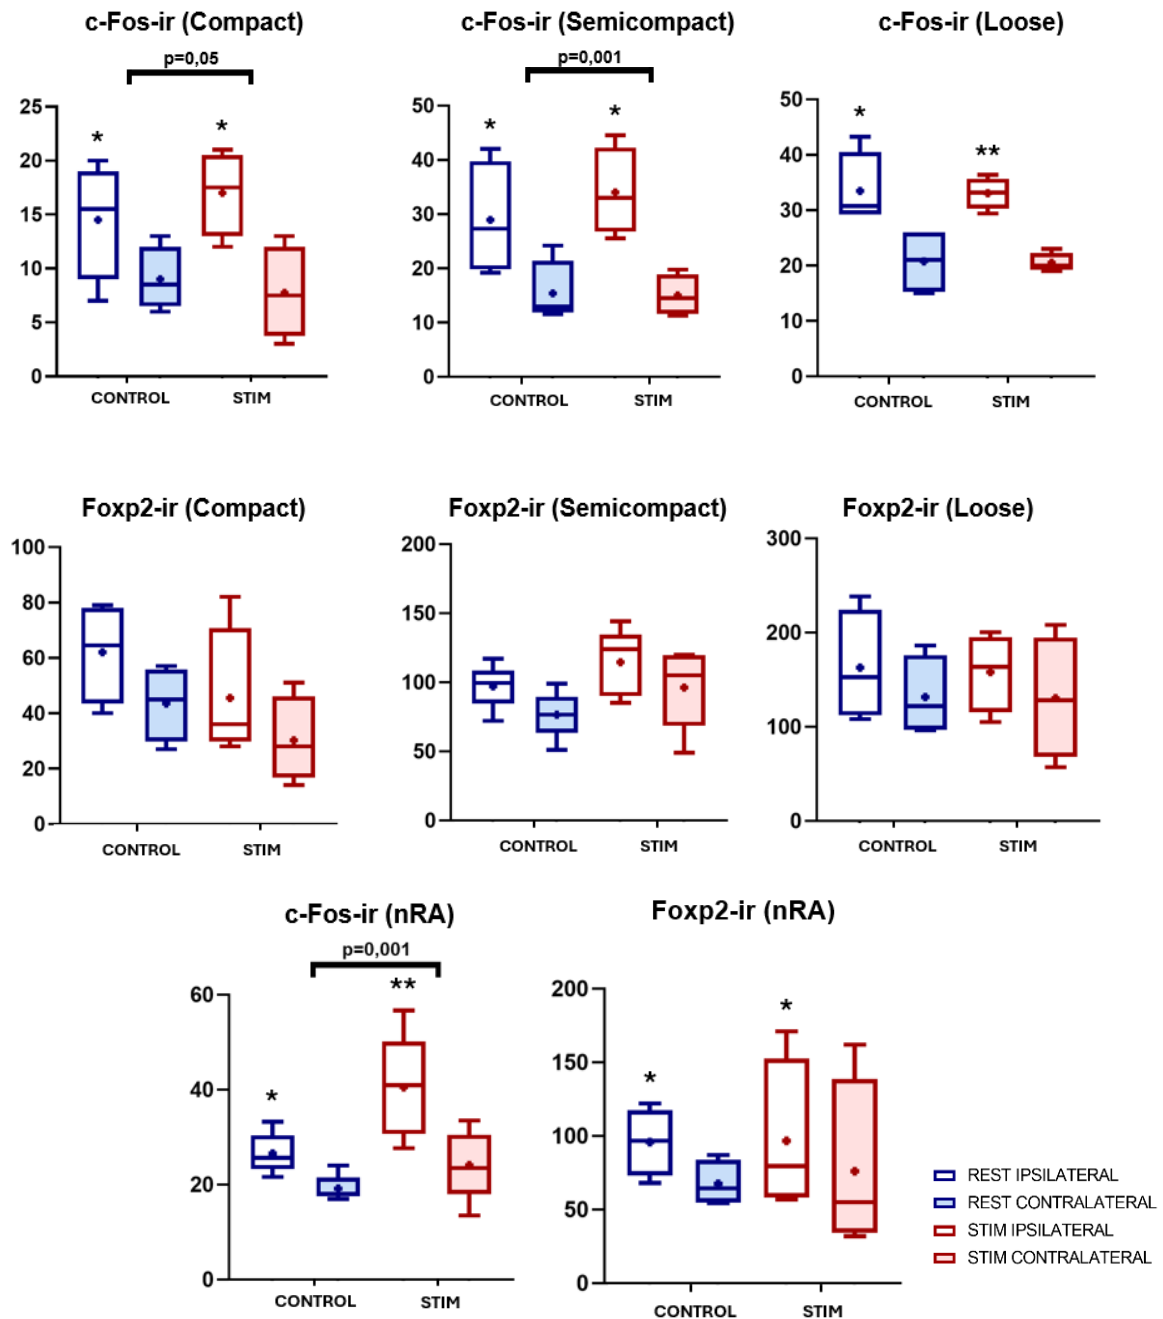 c-Fos-ir (Compact)
c-Fos-ir (Semicompact)
c-Fos-ir (Loose)
p=0,05
p=0,001
25
20
15
10
5
0
*
*
CONTROL
STIM
50
40
30
20
10
0
*
*
CONTROL
STIM
50
40
30
20
10
0
*
**
CONTROL
STIM
Foxp2-ir (Compact)
Foxp2-ir (Semicompact)
Foxp2-ir (Loose)
100
80
60
40
20
0
CONTROL
STIM
200
150
100
50
0
CONTROL
STIM
300
200
100
0
CONTROL
STIM
c-Fos-ir (nRA)
Foxp2-ir (nRA)
p=0,001
60
40
20
0
*
**
CONTROL
STIM
200
150
100
50
0
*
*
CONTROL
STIM
REST IPSILATERAL
REST CONTRALATERAL
STIM IPSILATERAL
STIM CONTRALATERAL